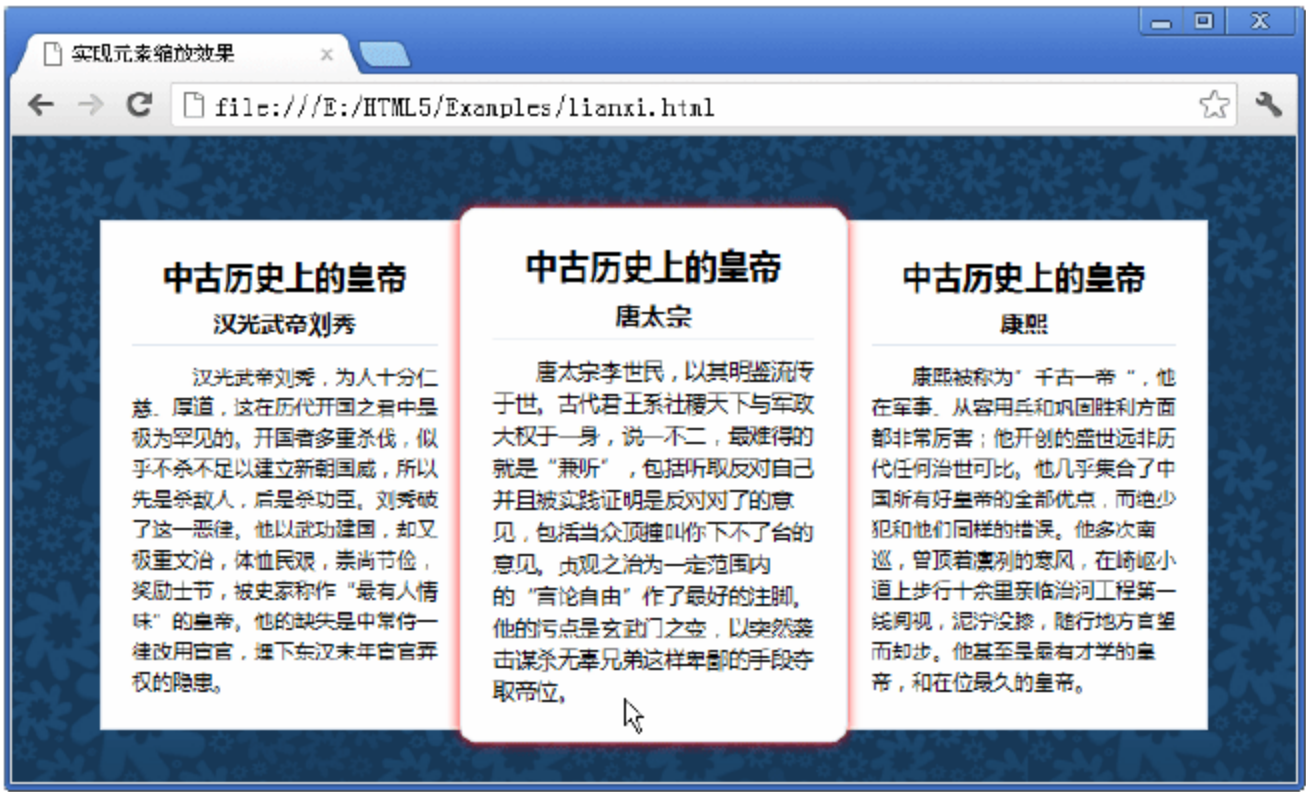 实现元素缩放效果
file:///E:/HTML5/Examples/lianxi.html
中古历史上的皇帝
汉光武帝刘秀
汉光武帝刘秀，为人十分仁
慈、厚道，这在历代开国之君中是
极为罕见的。开国者多重杀伐，似
乎不杀不足以建立新朝国威，所以
先是杀敌人，后是杀功臣。刘秀破
了这一恶律。他以武功建国，却又
极重文治，体恤民艰，崇尚节俭，
奖励士节，被史家称作“最有人情
味”的皇帝。他的缺失是中常侍一
律改用宦官，埋下东汉末年宦官弄
权的隐患。
中古历史上的皇帝
唐太宗
唐太宗李世民，以其明鉴流传
于世。古代君王系社稷天下与军政
大权于一身，说一不二，最难得的
就是“兼听”，包括听取反对自己
并且被实践证明是反对对了的意
见，包括当众顶撞叫你下不了台的
意见。贞观之治为一定范围内
的“言论自由”作了最好的注脚。
他的污点是玄武门之变，以突然袭
击谋杀无辜兄弟这样卑鄙的手段夺
取帝位。
中古历史上的皇帝
康熙
康熙被称为”千古一帝“，他
在军事、从容用兵和巩固胜利方面
都非常厉害；他开创的盛世远非历
代任何治世可比。他几乎集合了中
国所有好皇帝的全部优点，而绝少
犯和他们同样的错误。他多次南
巡，曾顶着凛冽的寒风，在崎岖小
道上步行十余里亲临治河工程第一
线阅视，泥泞没膝，随行地方官望
而却步。他甚至是最有才学的皇
帝，和在位最久的皇帝。